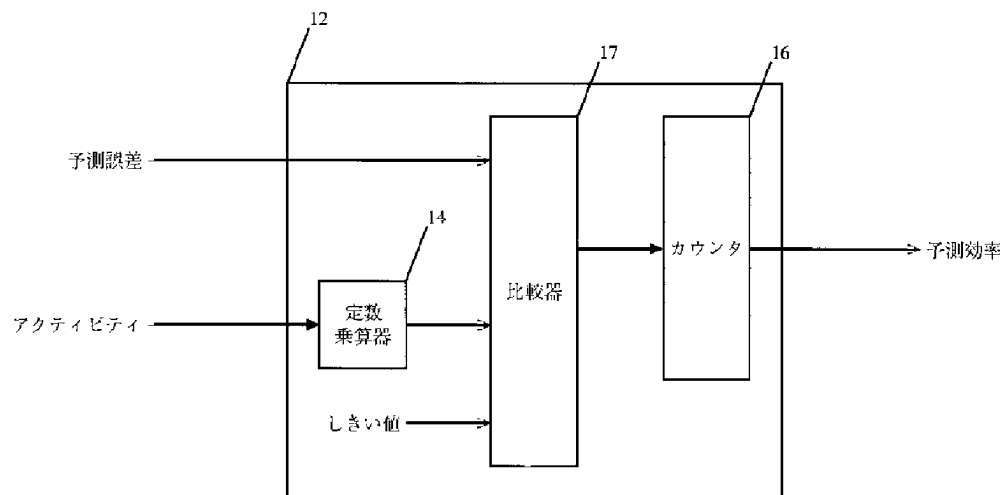 12
17
16
予測誤差
14
カウンタ
予測効率
比較器
定数
乗算器
アクティビティ
しきい値